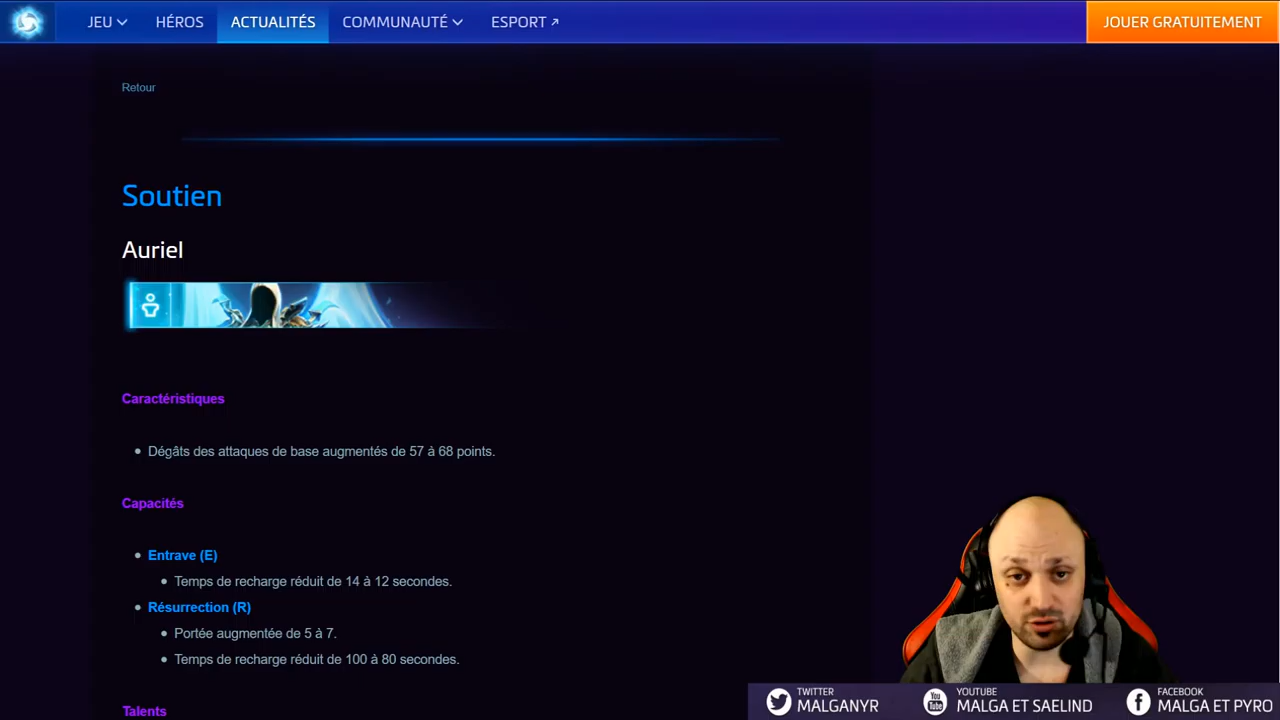 JEU HÉROS ACTUALITÉS COMMUNAUTÉ ESPORT JOUER GRATUITEMENT
Retour
Soutien
Auriel
Caractéristiques
Dégâts des attaques de base augmentés de 57 à 68 points.
Capacités
Entrave (E)
Temps de recharge réduit de 14 à 12 secondes.
Résurrection (R)
Portée augmentée de 5 à 7.
Temps de recharge réduit de 100 à 80 secondes.
Talents
TWITTER
MALGANYR
You Tube
YOUTUBE
MALGA ET SAELIND
FACEBOOK
MALGA ET PYRO